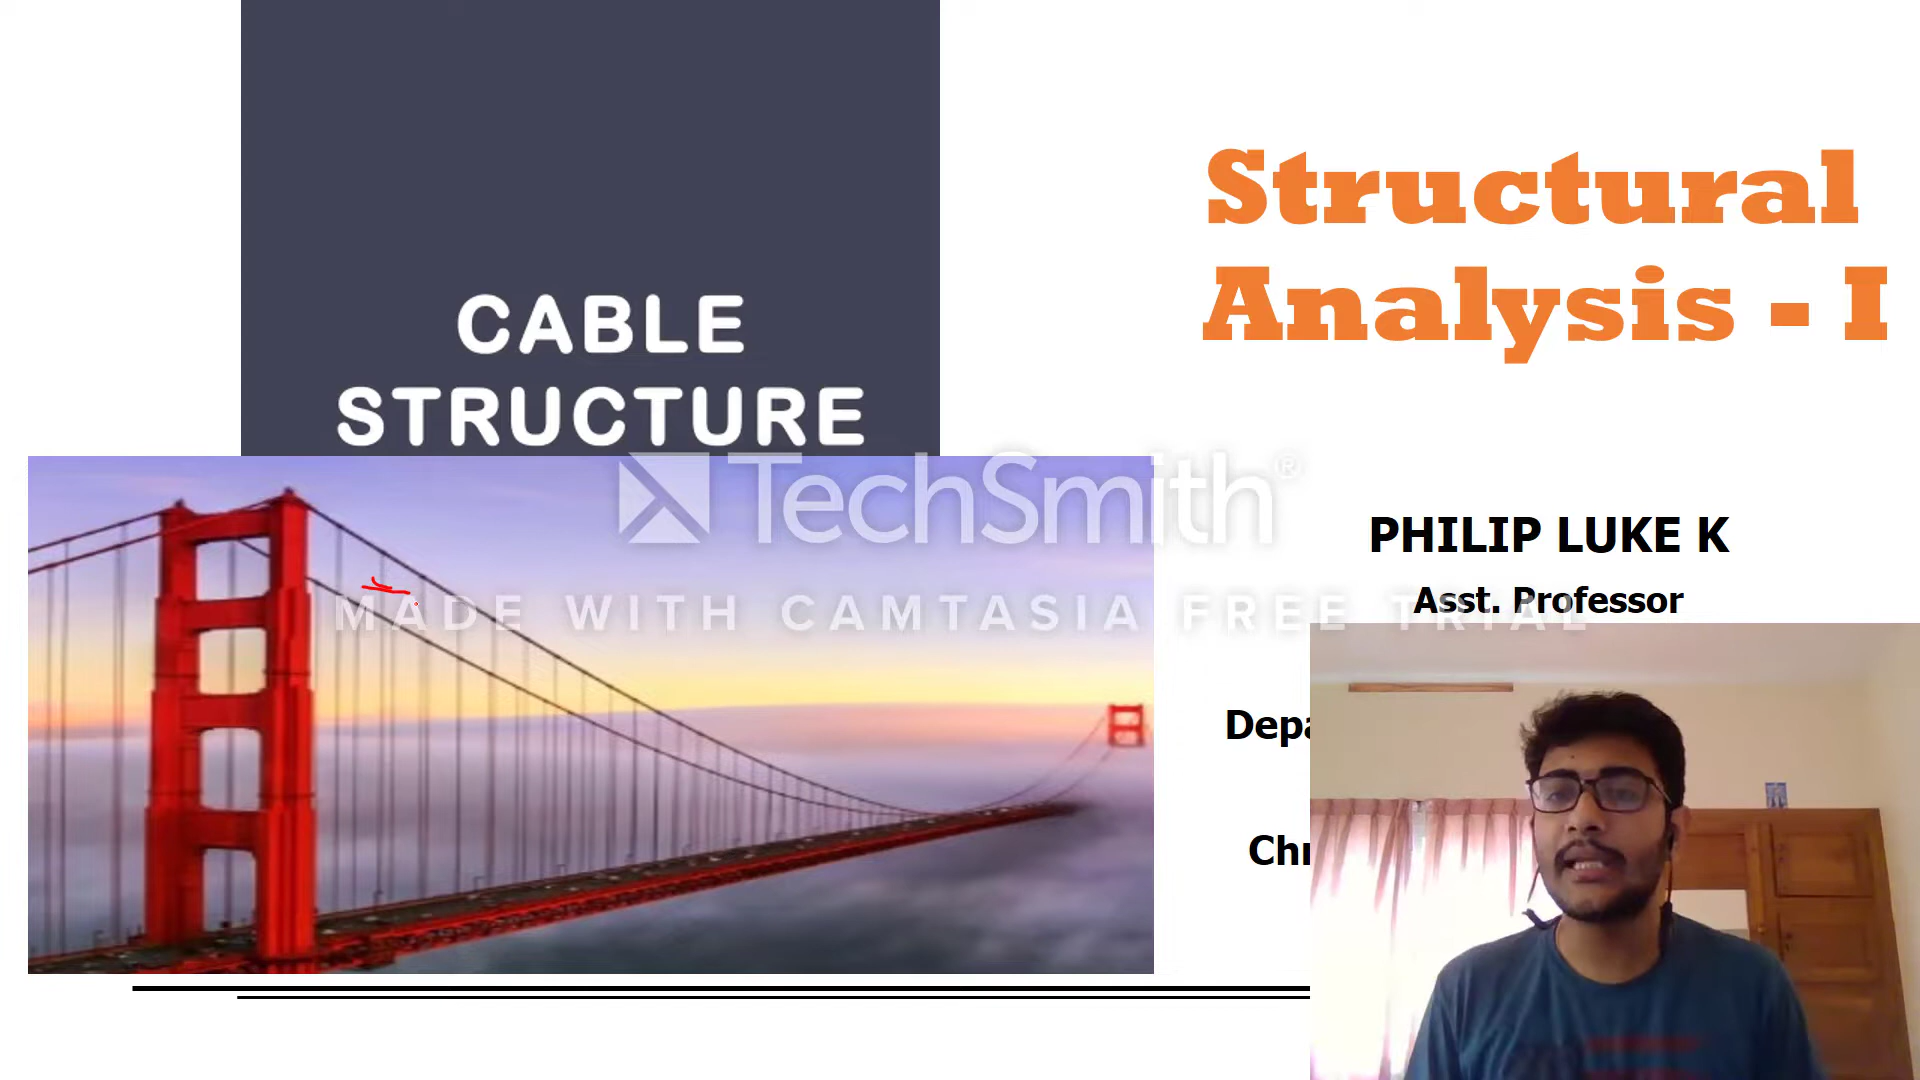 CABLE
STRUCTURE
Structural
Analysis - I
TechSmith®
MADE WITH CAMTASIA FREE TRIAL
PHILIP LUKE K
Asst. Professor
Depa
Chr